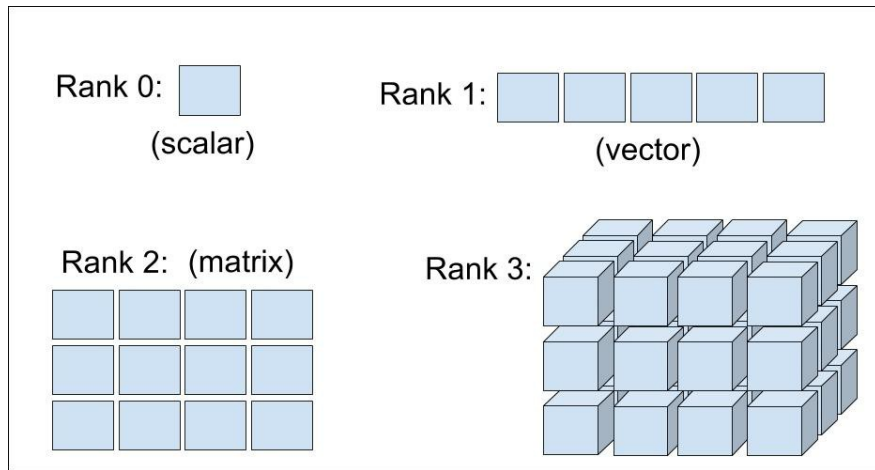 Rank 0:
(scalar)
Rank 1:
(vector)
Rank 2: (matrix)
Rank 3: